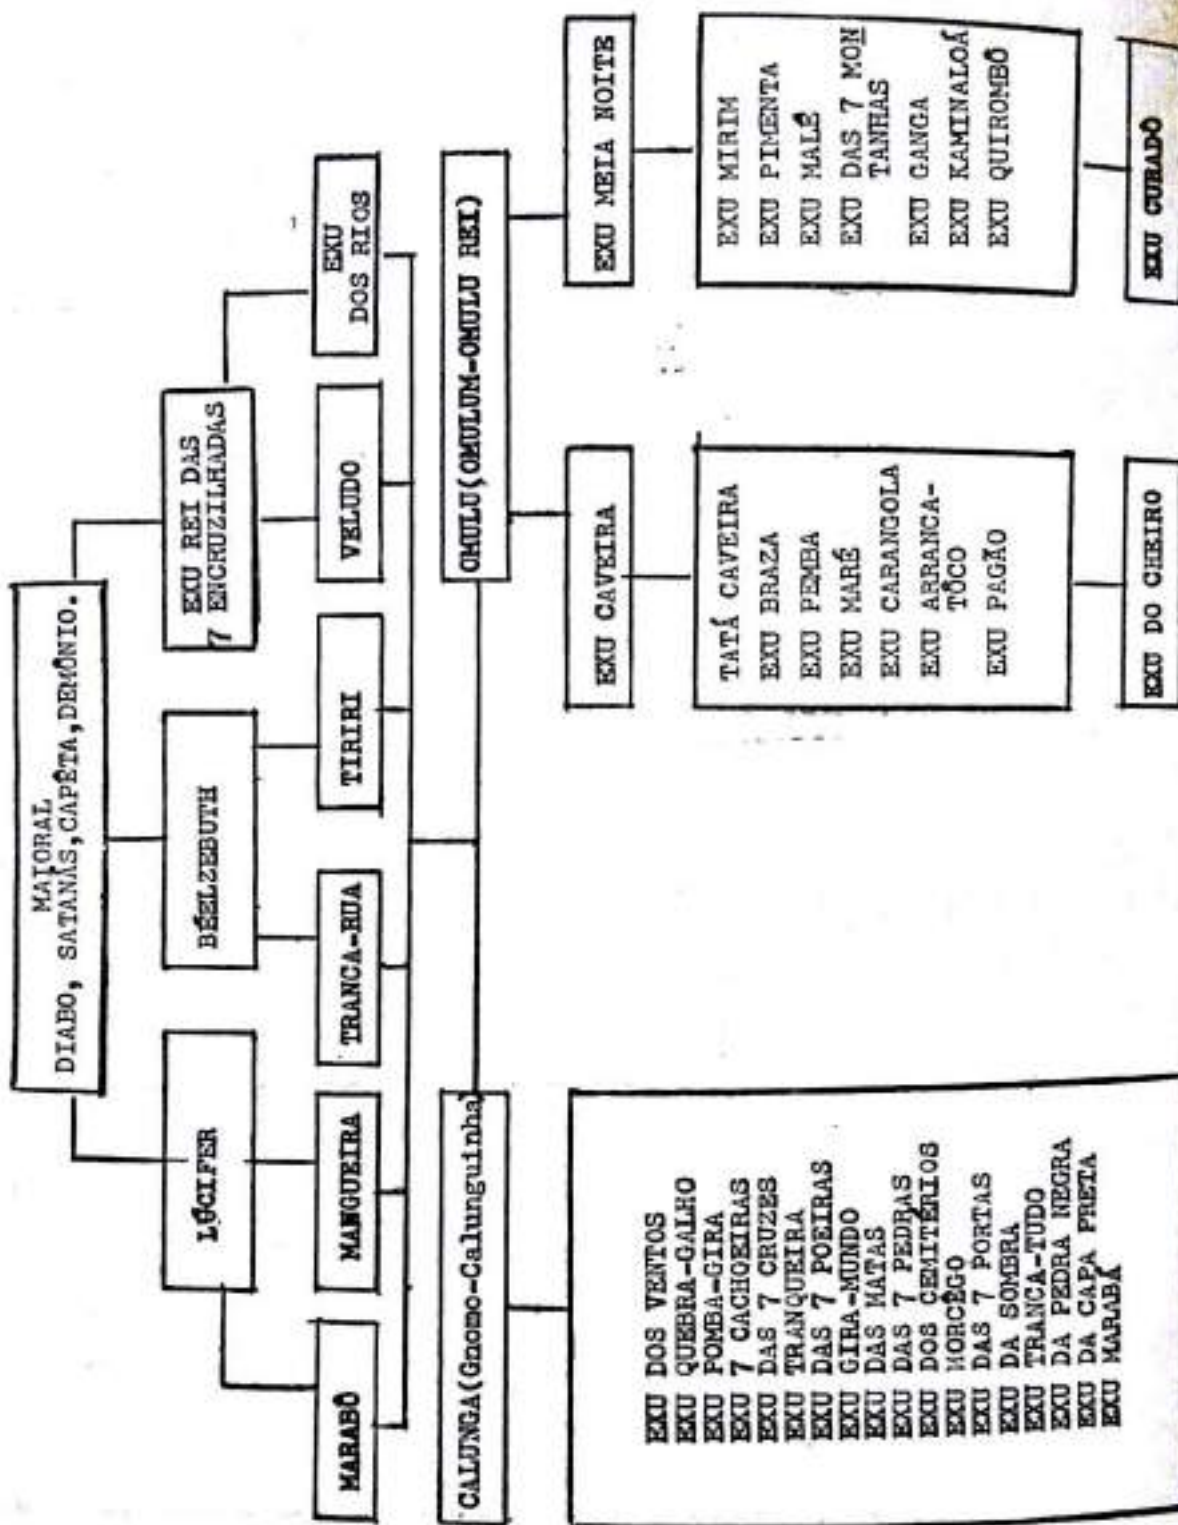 MAIORAL
DIABO, SATANÁS,CAPÊTA,DEMÔNIO.
LÚCIFER
BÉELZEBUTH
EXU REI DAS
7 ENCRUZILHADAS
MARABÔ
MANGUEIRA
TRANCA-RUA
TIRIRI
VELUDO
EXU
DOS RIOS
CALUNGA(Gnomo-Calunguinha)
OMULU(OMULUM-OMULU REI)
EXU DOS VENTOS
EXU QUEBRA-GALHO
EXU POMBA-GIRA
EXU 7 CACHOEIRAS
EXU DAS 7 CRUZES
EXU TRANQUEIRA
EXU DAS 7 POEIRAS
EXU GIRA-MUNDO
EXU DAS MATAS
EXU DAS 7 PEDRAS
EXU DOS CEMITÉRIOS
EXU MORCEGO
EXU DAS 7 PORTAS
EXU DA SOMBRA
EXU TRANCA-TUDO
EXU DA PEDRA NEGRA
EXU DA CAPA PRETA
EXU MARABÁ
EXU CAVEIRA
TATÁ CAVEIRA
EXU BRAZA
EXU PEMBA
EXU MARÉ
EXU CARANGOLA
EXU ARRANCA-
TÔCO
EXU PAGÃO
EXU DO CHEIRO
EXU MEIA NOITE
EXU MIRIM
EXU PIMENTA
EXU MALÉ
EXU DAS 7 MON
TANHAS
EXU GANGA
EXU KAMINALOÁ
EXU QUIROMBÔ
EXU CURADÔ